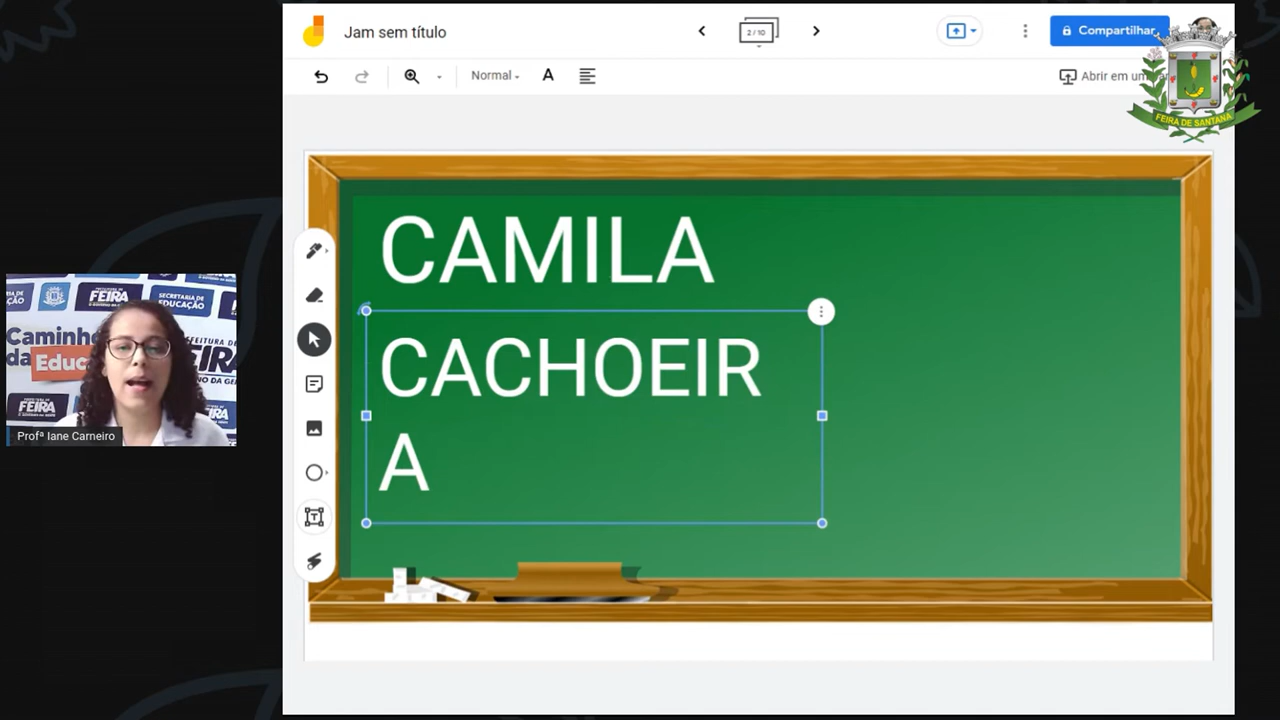 Jam sem título
2 / 10
Compartilhar
Normal
A
Abrir em um
FEIRA DE SANTANA
CAMILA
CACHOEIR
A
FEIRA
SECRETARIA DE
EDUCAÇÃO
Caminho
da Educ
FEIRA
Profª Iane Carneiro